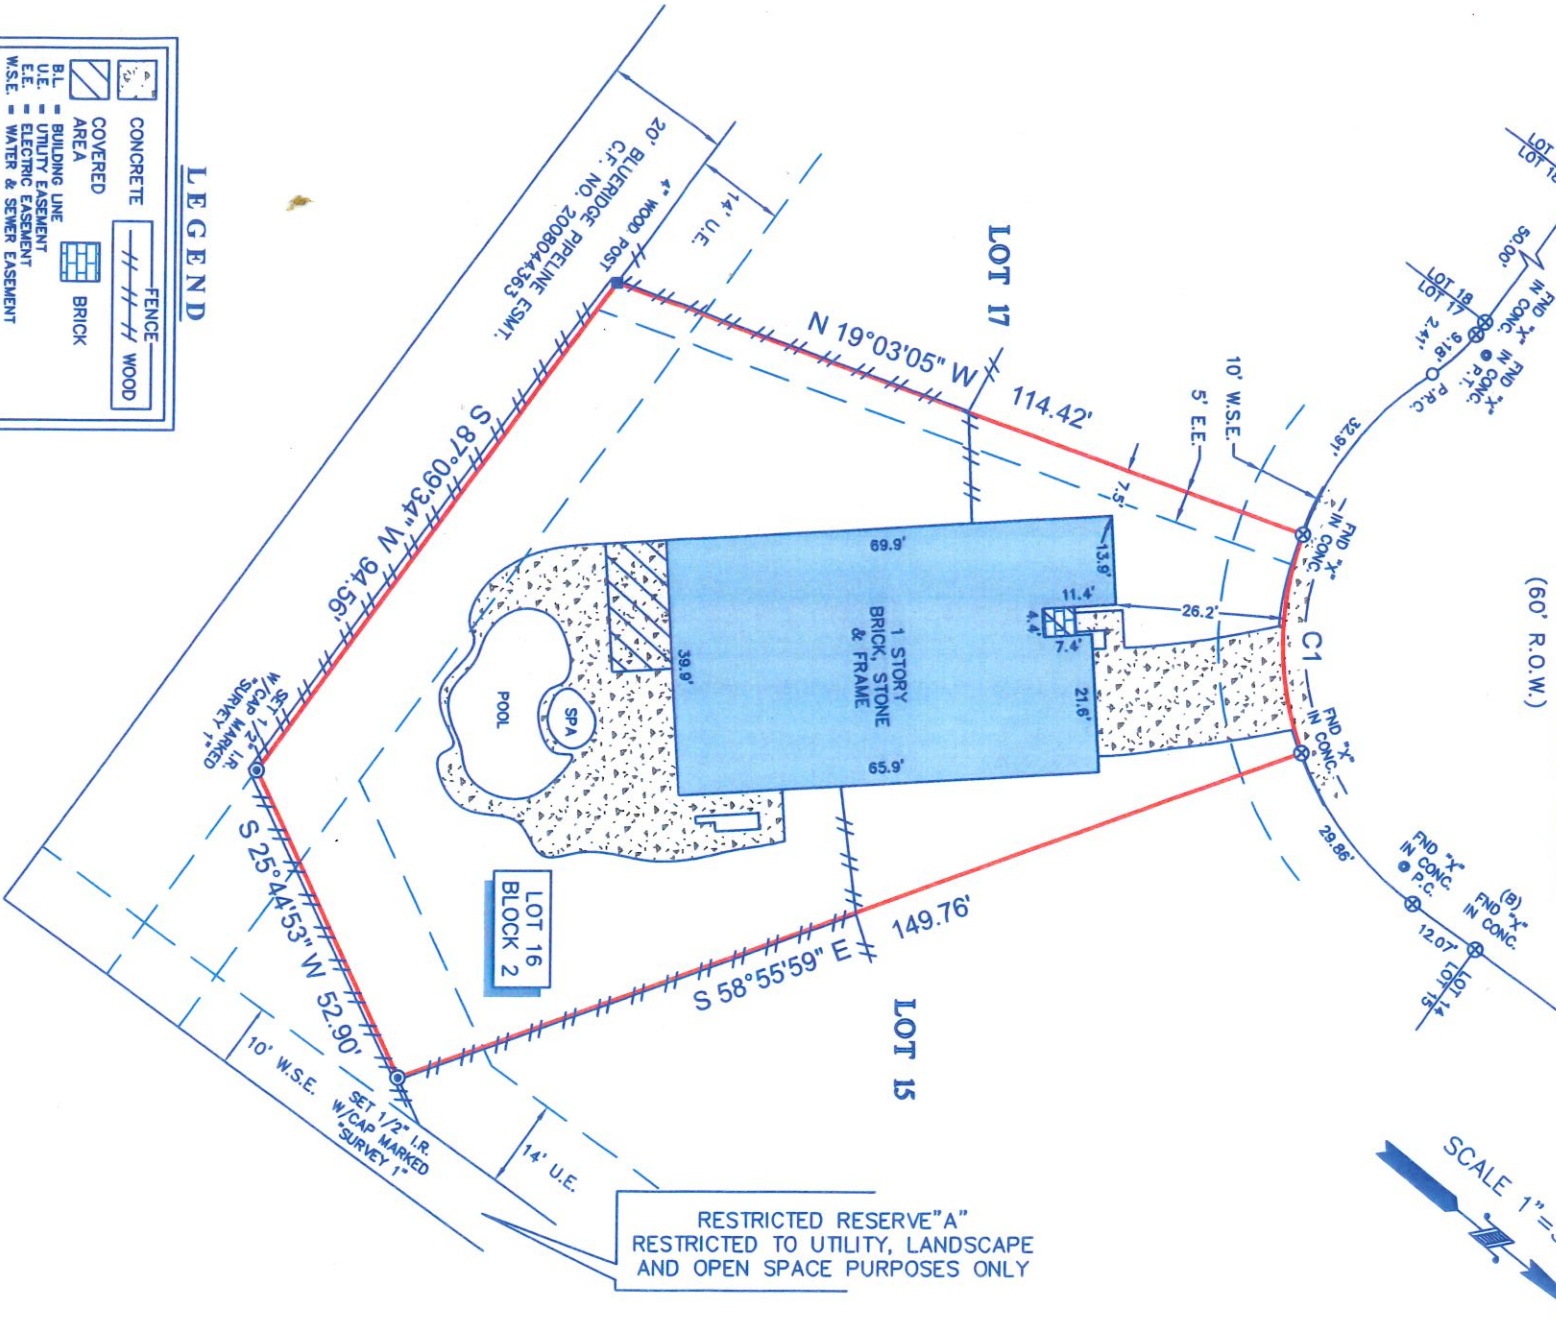 LEGEND
CONCRETE
COVERED
AREA
FENCE
WOOD
BRICK
B.L. = BUILDING LINE
U.E. = UTILITY EASEMENT
E.E. = ELECTRIC EASEMENT
W.S.E. = WATER & SEWER EASEMENT
20' BLUERIDGE PIPELINE ESMT.
C.F. NO. 2008044363
4" WOOD POST
14' U.E.
LOT 17
N 19°03'05" W
114.42'
S 87°09'34" W 94.56'
10' W.S.E.
5' E.E.
7.5'
LOT
LOT 18
50.00'
FND "X"
IN CONC.
LOT 18
LOT 17
2.41'
9.18'
FND "X"
IN CONC.
P.T.
P.R.C.
32.91'
FND "X"
IN CONC.
(60' R.O.W.)
C1
FND "X"
IN CONC.
29.86'
FND "X"
IN CONC.
P.C.
(B)
FND "X"
IN CONC.
12.07'
LOT 14
LOT 15
69.9'
13.9'
11.4'
4.4'
7.4'
26.2'
21.6'
65.9'
39.9'
1 STORY
BRICK, STONE
& FRAME
POOL
SPA
SET 1/2" I.R.
W/CAP MARKED
"SURVEY 1"
S 25°44'53" W 52.90'
LOT 16
BLOCK 2
149.76'
S 58°55'59" E
LOT 15
10' W.S.E.
SET 1/2" I.R.
W/CAP MARKED
"SURVEY 1"
14' U.E.
RESTRICTED RESERVE"A"
RESTRICTED TO UTILITY, LANDSCAPE
AND OPEN SPACE PURPOSES ONLY
SCALE 1" =